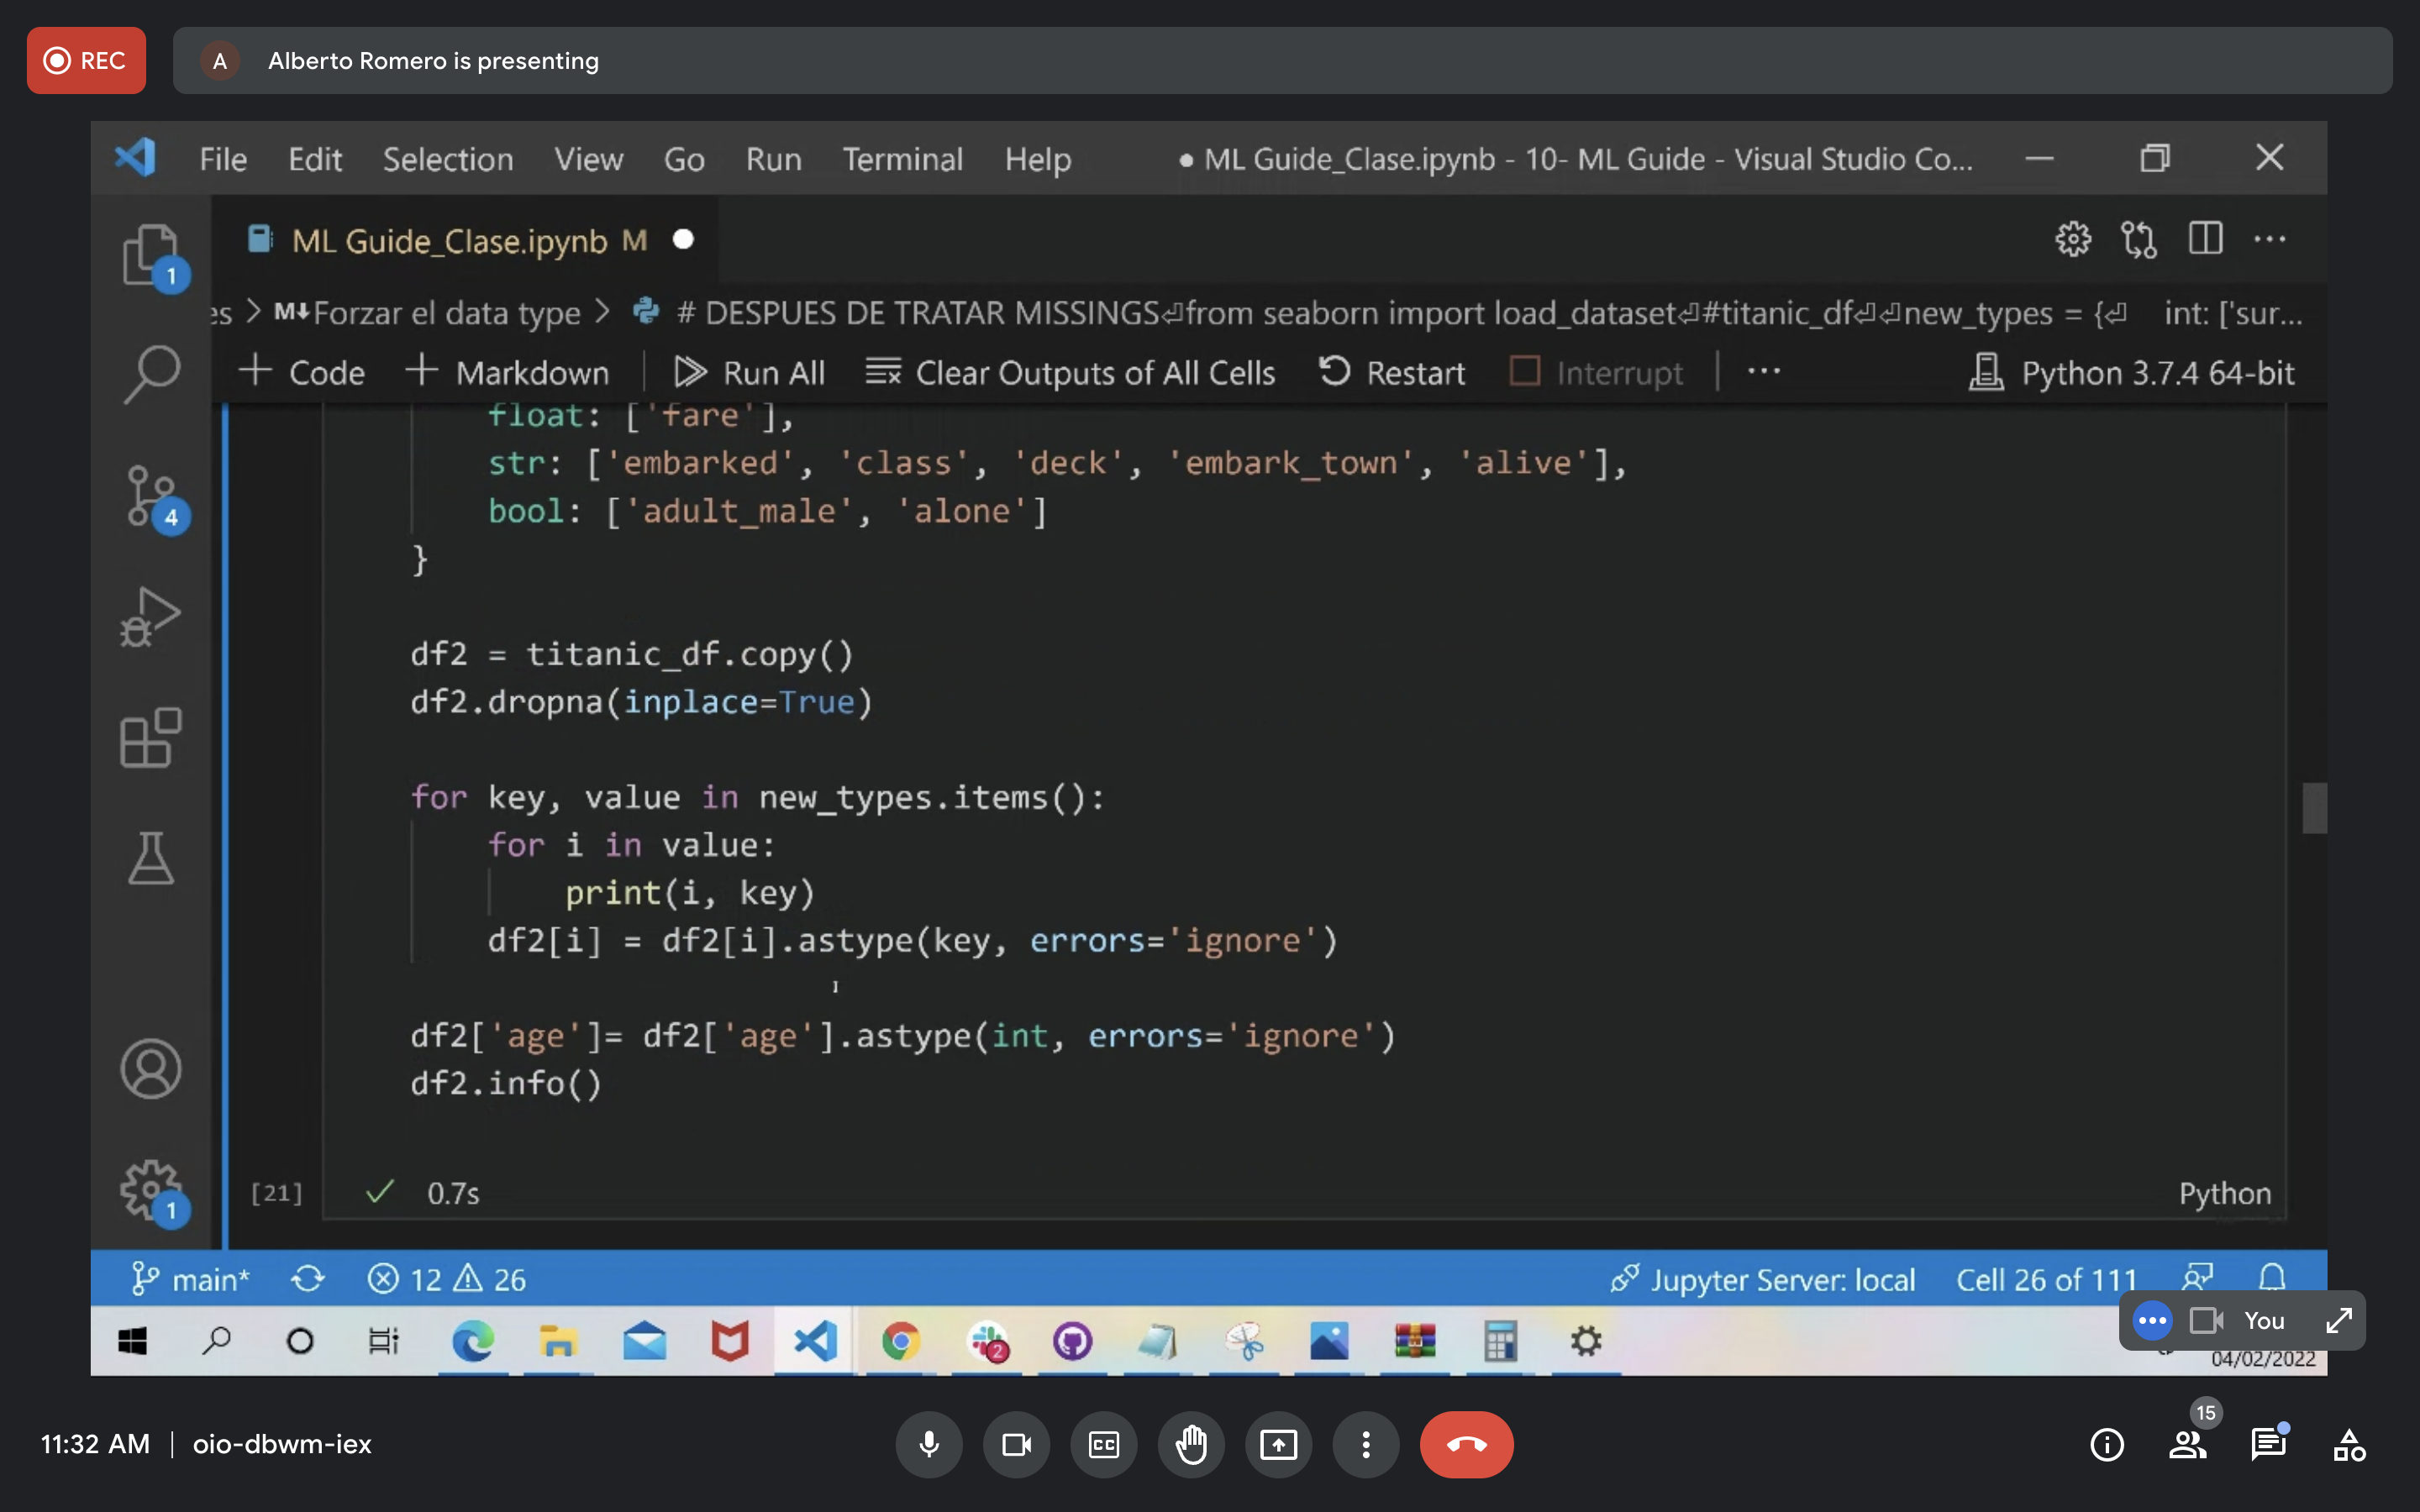 REC
A
Alberto Romero is presenting
File Edit Selection View Go Run Terminal Help
● ML Guide_Clase.ipynb - 10- ML Guide - Visual Studio Co...
ML Guide_Clase.ipynb M
1
es > M↓Forzar el data type > # DESPUES DE TRATAR MISSINGS⏎from seaborn import load_dataset⏎#titanic_df⏎⏎new_types = {⏎ int: ['sur...
+ Code + Markdown Run All Clear Outputs of All Cells Restart Interrupt ... Python 3.7.4 64-bit
float: ['fare'],
str: ['embarked', 'class', 'deck', 'embark_town', 'alive'],
bool: ['adult_male', 'alone']
4
}
df2 = titanic_df.copy()
df2.dropna(inplace=True)
for key, value in new_types.items():
for i in value:
print(i, key)
df2[i] = df2[i].astype(key, errors='ignore')
df2['age']= df2['age'].astype(int, errors='ignore')
df2.info()
1
[21] 0.7s Python
main* 12 26 Jupyter Server: local Cell 26 of 111
2
You
04/02/2022
11:32 AM | oio-dbwm-iex
CC
15